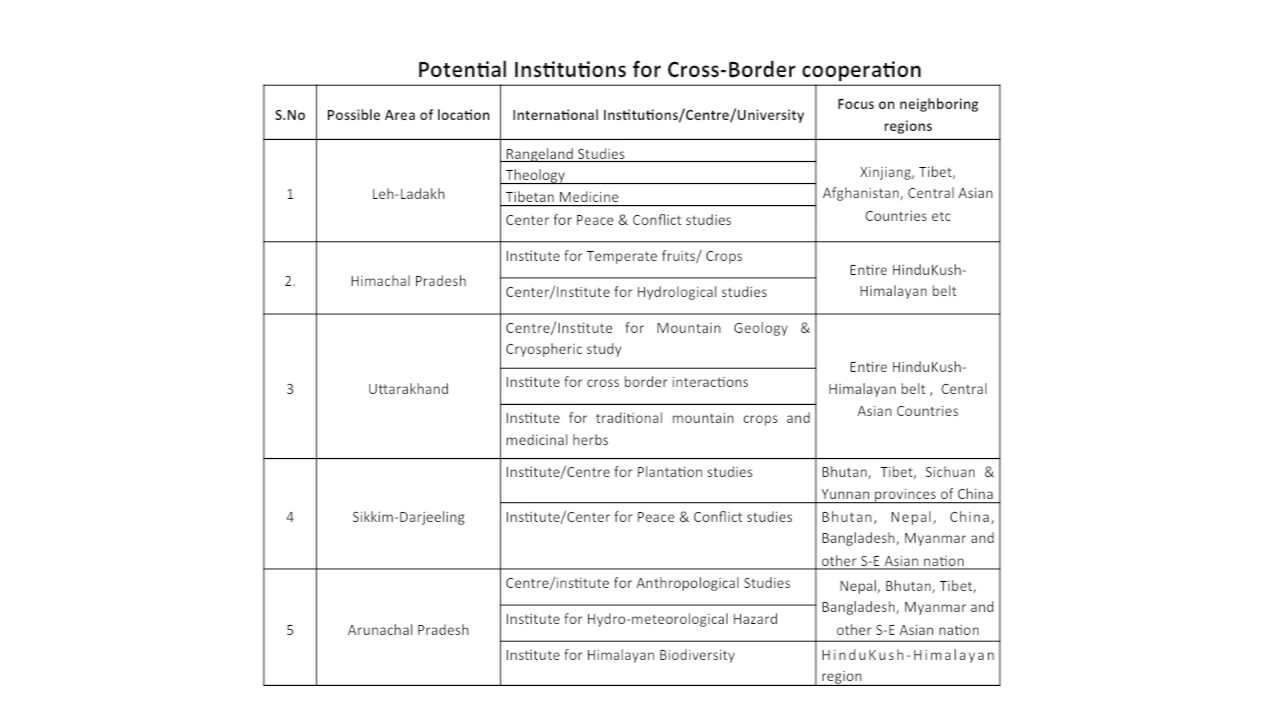 Potential Institutions for Cross-Border cooperation
S.No
Possible Area of location
International Institutions/Centre/University
Focus on neighboring
regions
1
Leh-Ladakh
Rangeland Studies
Theology
Tibetan Medicine
Center for Peace & Conflict studies
Xinjiang, Tibet,
Afghanistan, Central Asian
Countries etc
2.
Himachal Pradesh
Institute for Temperate fruits/ Crops
Center/Institute for Hydrological studies
Entire HinduKush-
Himalayan belt
3
Uttarakhand
Centre/Institute for Mountain Geology &
Cryospheric study
Institute for cross border interactions
Institute for traditional mountain crops and
medicinal herbs
Entire HinduKush-
Himalayan belt , Central
Asian Countries
4
Sikkim-Darjeeling
Institute/Centre for Plantation studies
Bhutan, Tibet, Sichuan &
Yunnan provinces of China
Institute/Center for Peace & Conflict studies
Bhutan, Nepal, China,
Bangladesh, Myanmar and
other S-E Asian nation
5
Arunachal Pradesh
Centre/institute for Anthropological Studies
Institute for Hydro-meteorological Hazard
Nepal, Bhutan, Tibet,
Bangladesh, Myanmar and
other S-E Asian nation
Institute for Himalayan Biodiversity
HinduKush-Himalayan
region